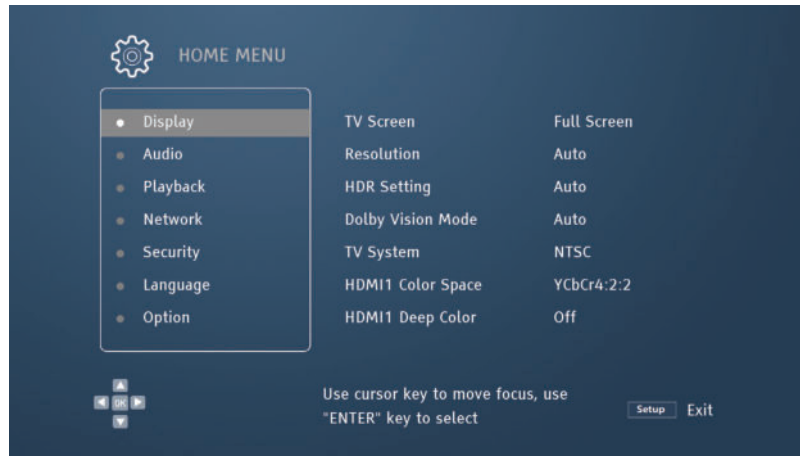 HOME MENU
Display TV Screen Full Screen
Audio Resolution Auto
Playback HDR Setting Auto
Network Dolby Vision Mode Auto
Security TV System NTSC
Language HDMI1 Color Space YCbCr4:2:2
Option HDMI1 Deep Color Off
OK
Use cursor key to move focus, use
"ENTER" key to select
Setup Exit